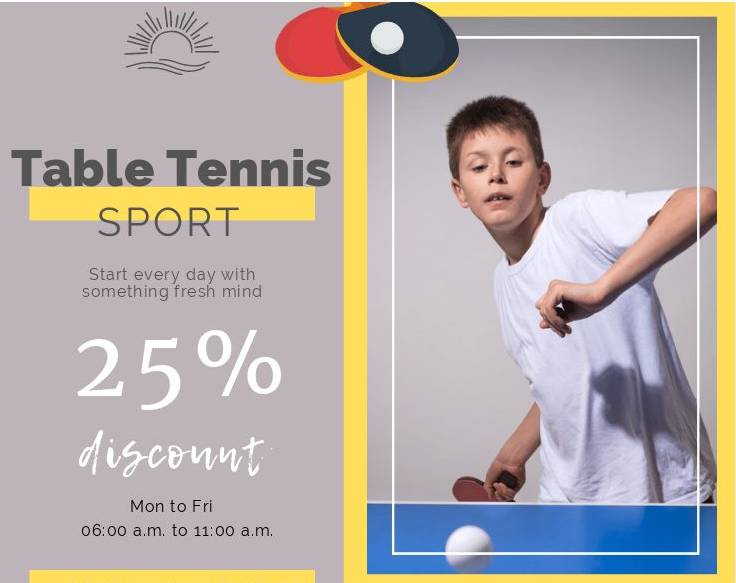 Table Tennis
SPORT
Start every day with
something fresh mind
25%
discount
Mon to Fri
06:00 a.m. to 11:00 a.m.